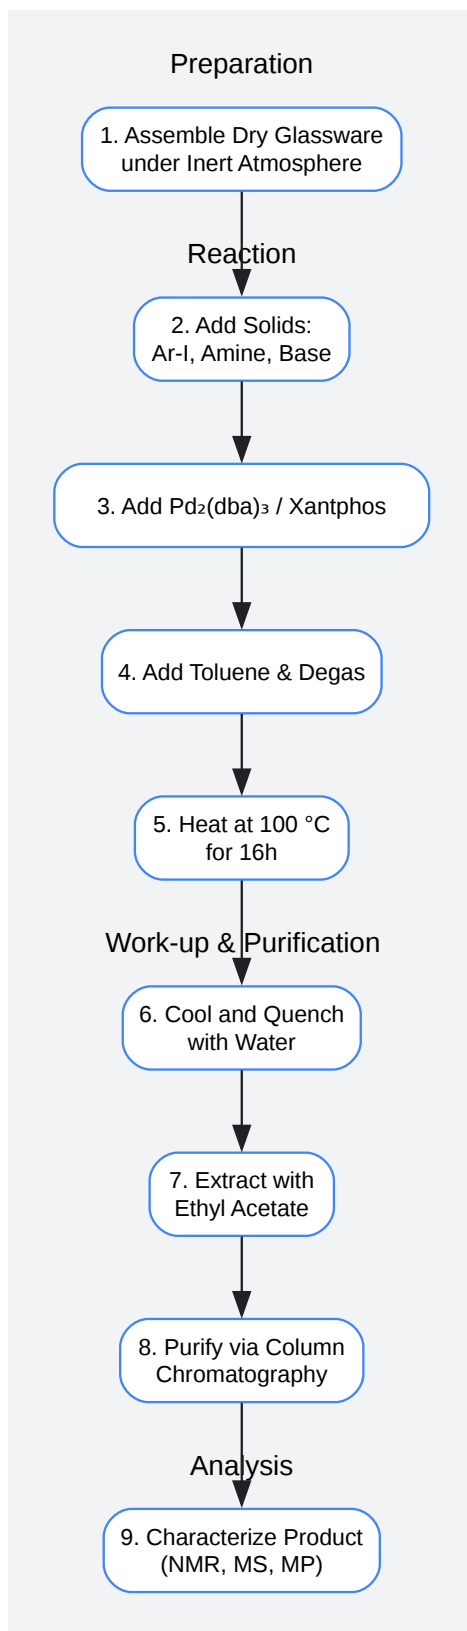 Preparation
1. Assemble Dry Glassware
under Inert Atmosphere
Reaction
2. Add Solids:
Ar-I, Amine, Base
3. Add Pd₂(dba)₃ / Xantphos
4. Add Toluene & Degas
5. Heat at 100 °C
for 16h
Work-up & Purification
6. Cool and Quench
with Water
7. Extract with
Ethyl Acetate
8. Purify via Column
Chromatography
Analysis
9. Characterize Product
(NMR, MS, MP)